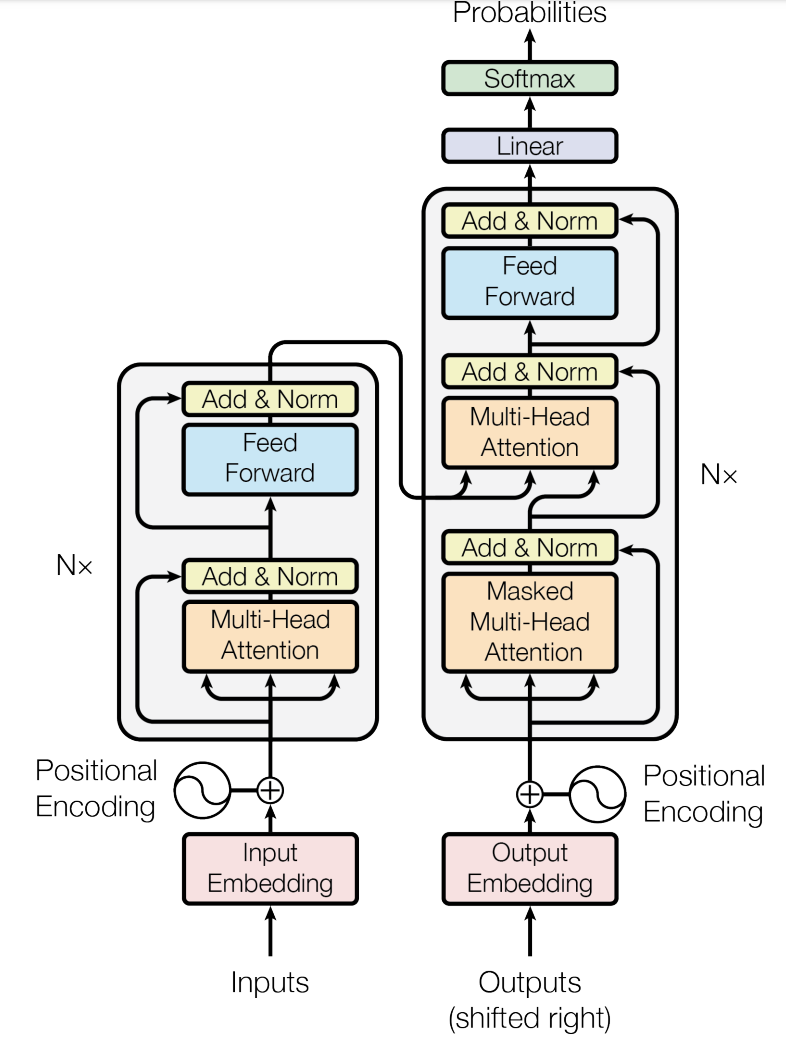 Probabilities
Softmax
Linear
Add & Norm
Feed
Forward
Add & Norm
Multi-Head
Attention
Add & Norm
Masked
Multi-Head
Attention
N×
Add & Norm
Feed
Forward
Add & Norm
Multi-Head
Attention
N×
Positional
Encoding
Positional
Encoding
Input
Embedding
Output
Embedding
Inputs
Outputs
(shifted right)